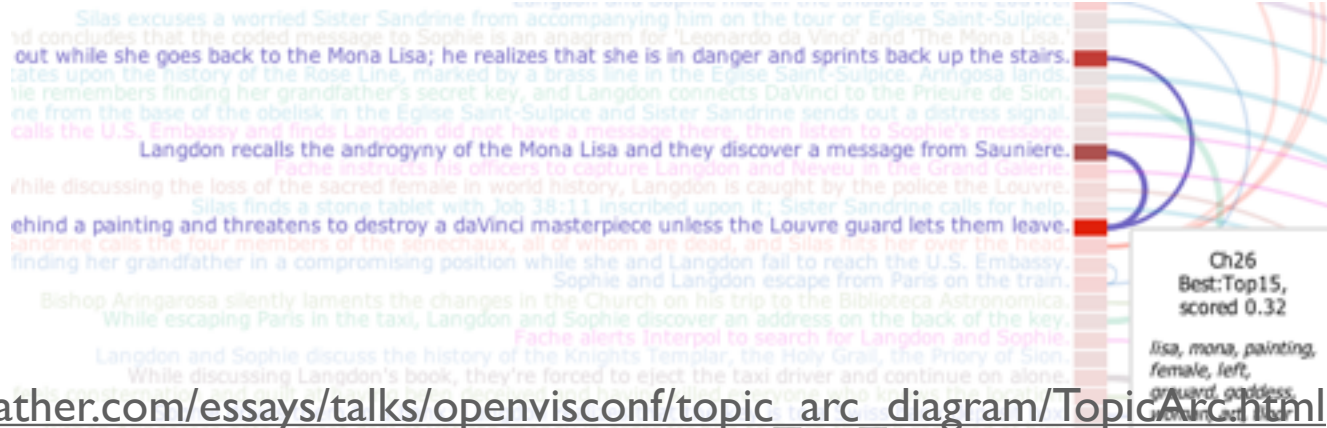 Silas excuses a worried Sister Sandrine from accompanying him on the tour or Eglise Saint-Sulpice.
concludes that the coded message to Sophie is an anagram for 'Leonardo da Vinci' and 'The Mona Lisa.'
out while she goes back to the Mona Lisa; he realizes that she is in danger and sprints back up the stairs.
upon the history of the Rose Line, marked by a brass line in the Eglise Saint-Sulpice. Aringosa lands.
remembers finding her grandfather's secret key, and Langdon connects DaVinci to the Prieure de Sion.
from the base of the obelisk in the Eglise Saint-Sulpice and Sister Sandrine sends out a distress signal.
calls the U.S. Embassy and finds Langdon did not have a message there, then listen to Sophie's message.
Langdon recalls the androgyny of the Mona Lisa and they discover a message from Sauniere.
Fache instructs his officers to capture Langdon and Neveu in the Grand Galerie.
While discussing the loss of the sacred female in world history, Langdon is caught by the police the Louvre.
Silas finds a stone tablet with Job 38:11 inscribed upon it; Sister Sandrine calls for help.
ehind a painting and threatens to destroy a daVinci masterpiece unless the Louvre guard lets them leave.
Sandrine calls the four members of the senechaux, all of whom are dead, and Silas hits her over the head.
finding her grandfather in a compromising position while she and Langdon fail to reach the U.S. Embassy.
Sophie and Langdon escape from Paris on the train.
Bishop Aringarosa silently laments the changes in the Church on his trip to the Biblioteca Astronomica.
While escaping Paris in the taxi, Langdon and Sophie discover an address on the back of the key.
Fache alerts Interpol to search for Langdon and Sophie.
Langdon and Sophie discuss the history of the Knights Templar, the Holy Grail, the Priory of Sion.
While discussing Langdon's book, they're forced to eject the taxi driver and continue on alone.
ather.com/essays/talks/openvisconf/topic_arc_diagram/TopicArc.html
Ch26
Best:Top15,
scored 0.32
lisa, mona, painting,
female, left,
goddess,